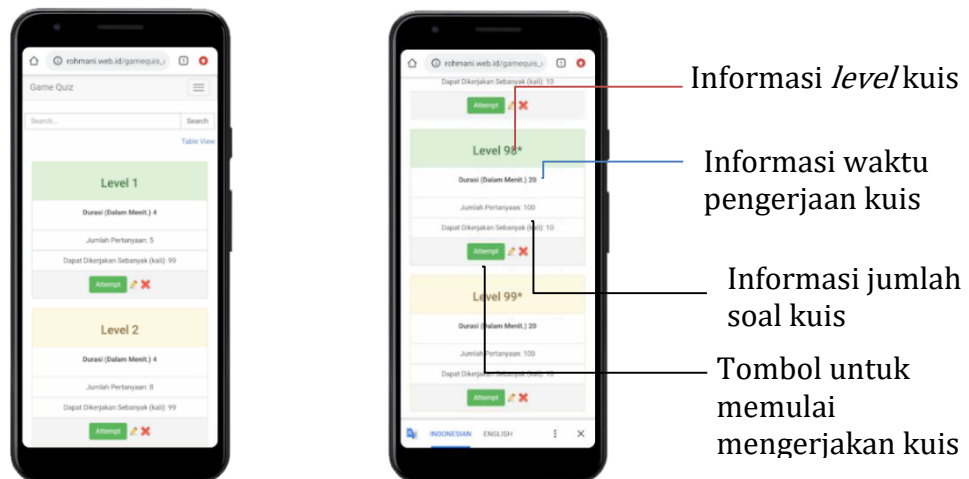 rohmani.web.id/gamequis_
1
Game Quiz
Search...
Search
Table View
Level 1
Durasi (Dalam Menit.) 4
Jumlah Pertanyaan: 5
Dapat Dikerjakan Sebanyak (kali): 99
Attempt
Level 2
Durasi (Dalam Menit.) 4
Jumlah Pertanyaan: 8
Dapat Dikerjakan Sebanyak (kali): 99
Attempt
rohmani.web.id/gamequis_
1
Dapat Dikerjakan Sebanyak (kali): 10
Attempt
Level 98*
Durasi (Dalam Menit.) 20
Jumlah Pertanyaan: 100
Dapat Dikerjakan Sebanyak (kali): 10
Attempt
Level 99*
Durasi (Dalam Menit.) 20
Jumlah Pertanyaan: 100
Dapat Dikerjakan Sebanyak (kali): 10
Attempt
INDONESIAN ENGLISH
Informasi level kuis
Informasi waktu
pengerjaan kuis
Informasi jumlah
soal kuis
Tombol untuk
memulai
mengerjakan kuis